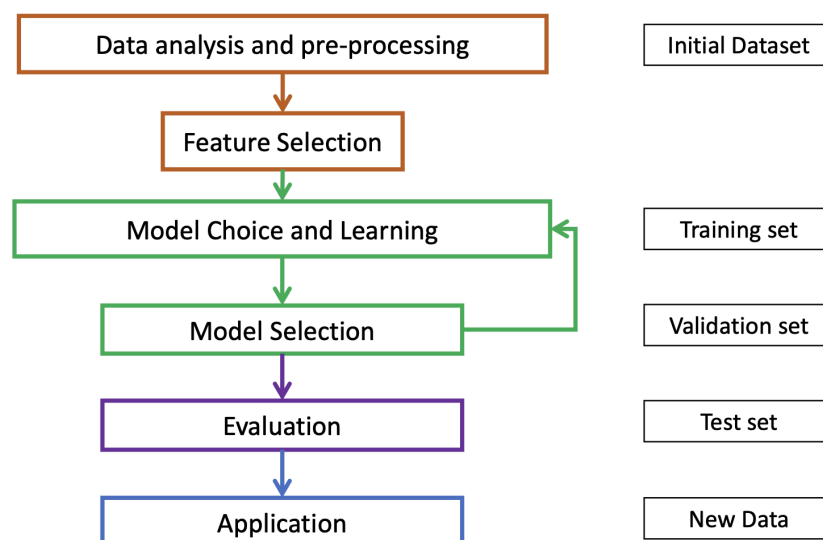 Data analysis and pre-processing
Initial Dataset
Feature Selection
Model Choice and Learning
Training set
Model Selection
Validation set
Evaluation
Test set
Application
New Data